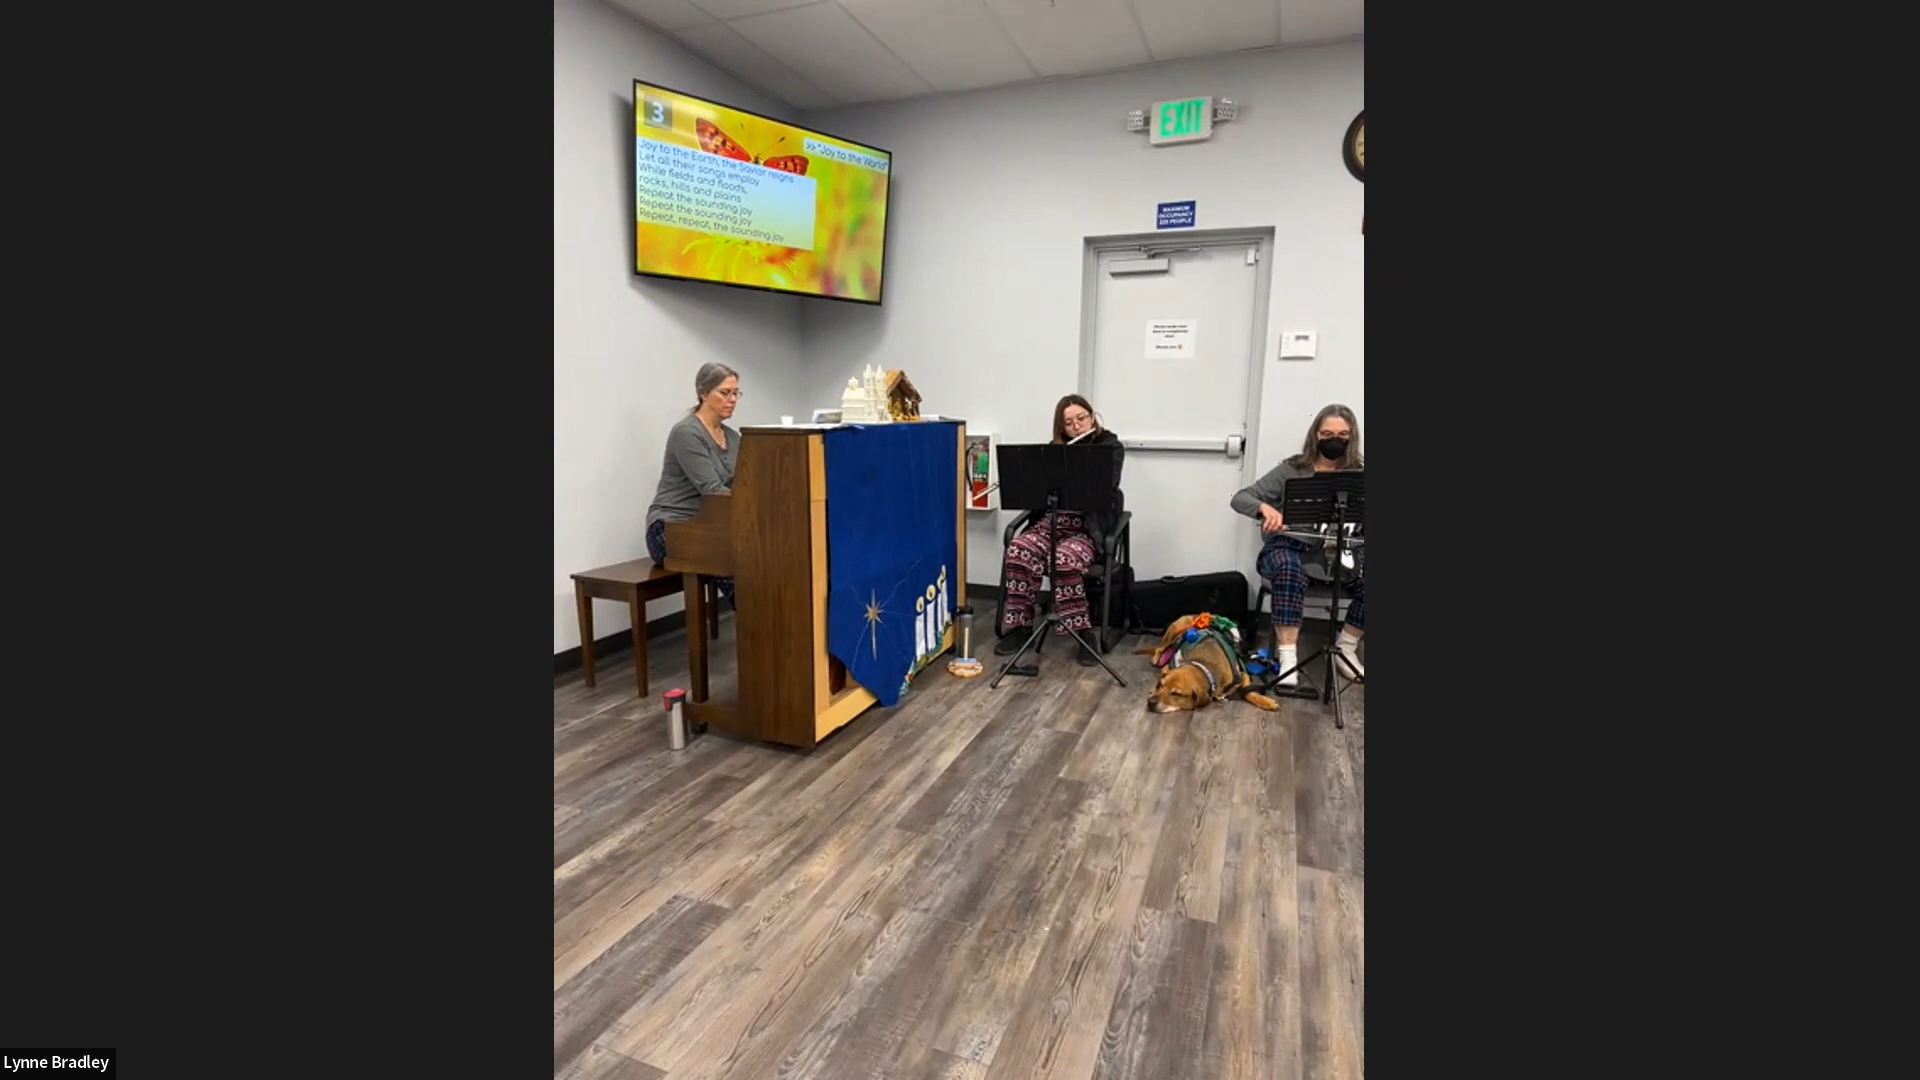 3
>> "Joy to the World"
Joy to the Earth, the Savior reigns
Let all their songs employ
While fields and floods,
rocks, hills and plains
Repeat the sounding joy
Repeat the sounding joy
Repeat, repeat, the sounding joy
EXIT
MAXIMUM
OCCUPANCY
225 PEOPLE
Lynne Bradley